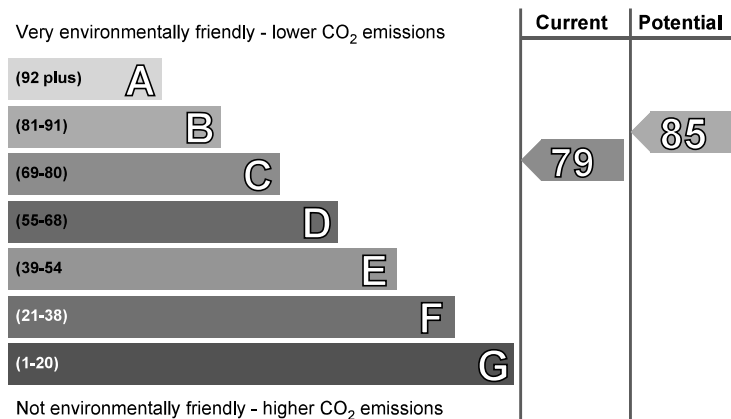 Very environmentally friendly - lower CO₂ emissions
Current
Potential
(92 plus) A
(81-91) B
(69-80) C
(55-68) D
(39-54 E
(21-38) F
(1-20) G
79
85
Not environmentally friendly - higher CO₂ emissions